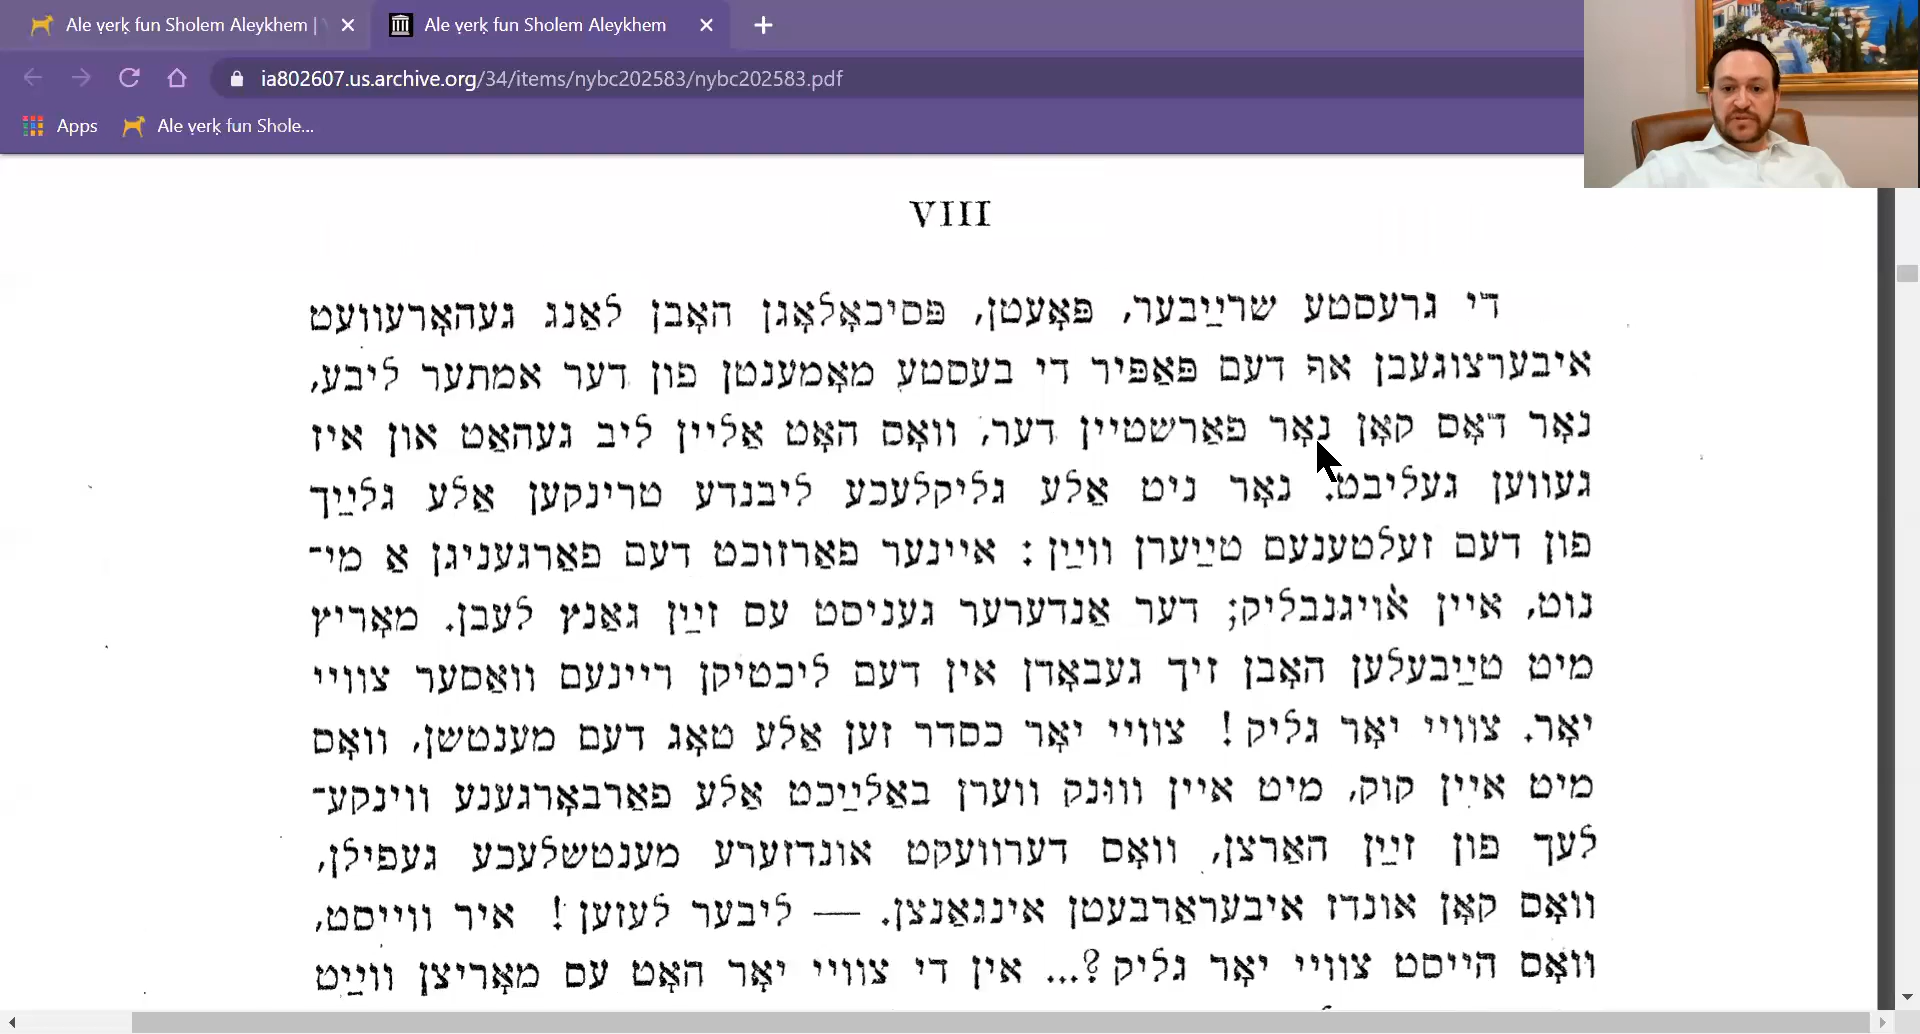 Ale ṿerḳ fun Sholem Aleykhem |
Ale ṿerḳ fun Sholem Aleykhem
ia802607.us.archive.org/34/items/nybc202583/nybc202583.pdf
Apps
Ale ṿerḳ fun Shole...
VIII
די גרעסטע שרײַבער, פּאָעטן, פּסיכאָלאָגן האָבן לאַנג געהאָרעוועט
איבערצוגעבן אף דעם פּאַפּיר די בעסטע מאָמענטן פון דער אמתער ליבע,
נאָר דאָס קאָן נאָר פאַרשטיין דער, וואָס האָט אַליין ליב געהאַט און איז
געווען געליבט. נאָר ניט אַלע גליקלעכע ליבנדע טרינקען אַלע גלײַך
פון דעם זעלטענעם טײַערן ווײַן: איינער פאַרזוכט דעם פאַרגעניגן אַ מי־
נוט, איין אויגנבליק; דער אַנדערער געניסט עם זײַן גאַנץ לעבן. מאָריץ
מיט טײַבעלען האָבן זיך געבאָדן אין דעם ליכטיקן ריינעם וואַסער צוויי
יאָר. צוויי יאָר גליק! צוויי יאָר כסדר זען אַלע טאָג דעם מענטשן, וואָס
מיט איין קוק, מיט איין וווּנק ווערן באַלײַכט אַלע פאַרבאָרגענע ווינקע־
לעך פון זײַן האַרצן, וואָס דערוועקט אונדזערע מענטשלעכע געפילן,
וואָס קאָן אונדז איבעראַרבעטן אינגאַנצן. — ליבער לעזען! איר ווייסט,
וואָס הייסט צוויי יאָר גליק?... אין די צוויי יאָר האָט עם מאָריצן ווײַט